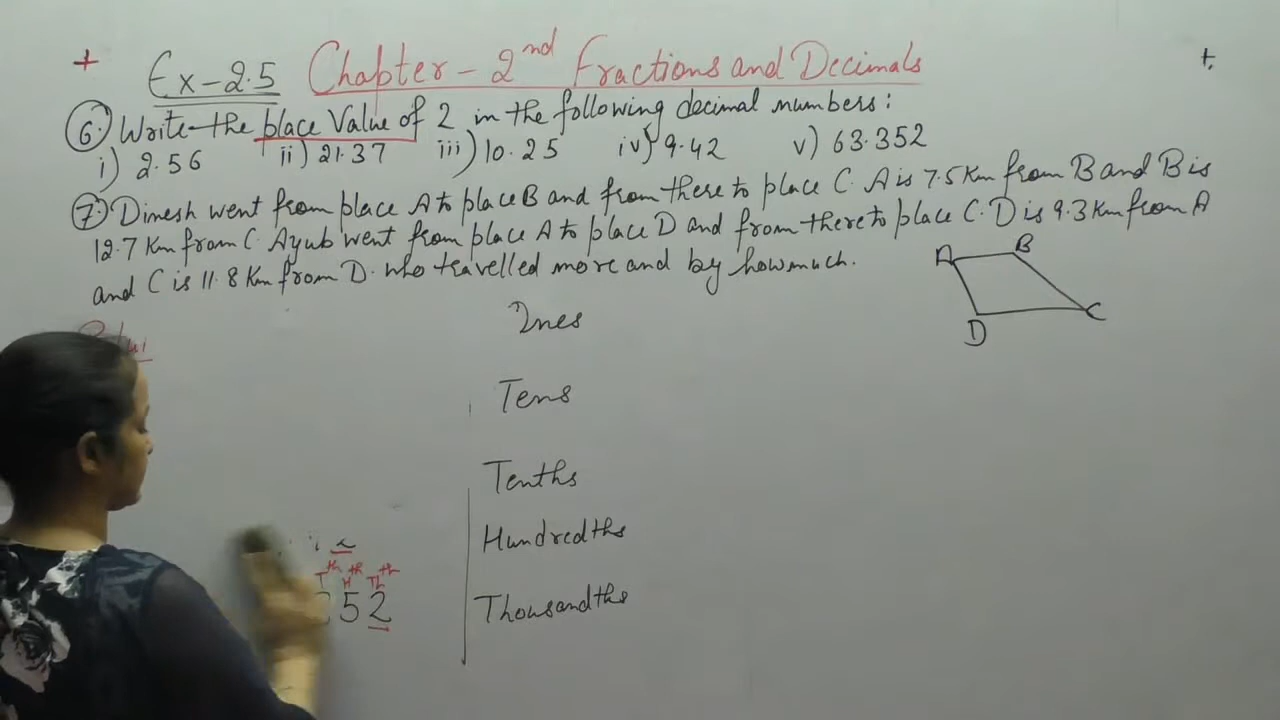 + Ex-2.5 Chapter - 2nd Fractions and Decimals +
6. Write the place Value of 2 in the following decimal numbers:
i) 2.56 ii) 21.37 iii) 10.25 iv) 9.42 v) 63.352
7. Dinesh went from place A to place B and from there to place C. A is 7.5 Km from B and B is
12.7 Km from C. Ayub went from place A to place D and from there to place C. D is 9.3 Km from A
and C is 11.8 Km from D. who travelled more and by how much.
A B
D C
Ones
Tens
Tenths
Hundredths
Tth Hth Thth
52
Thousandths